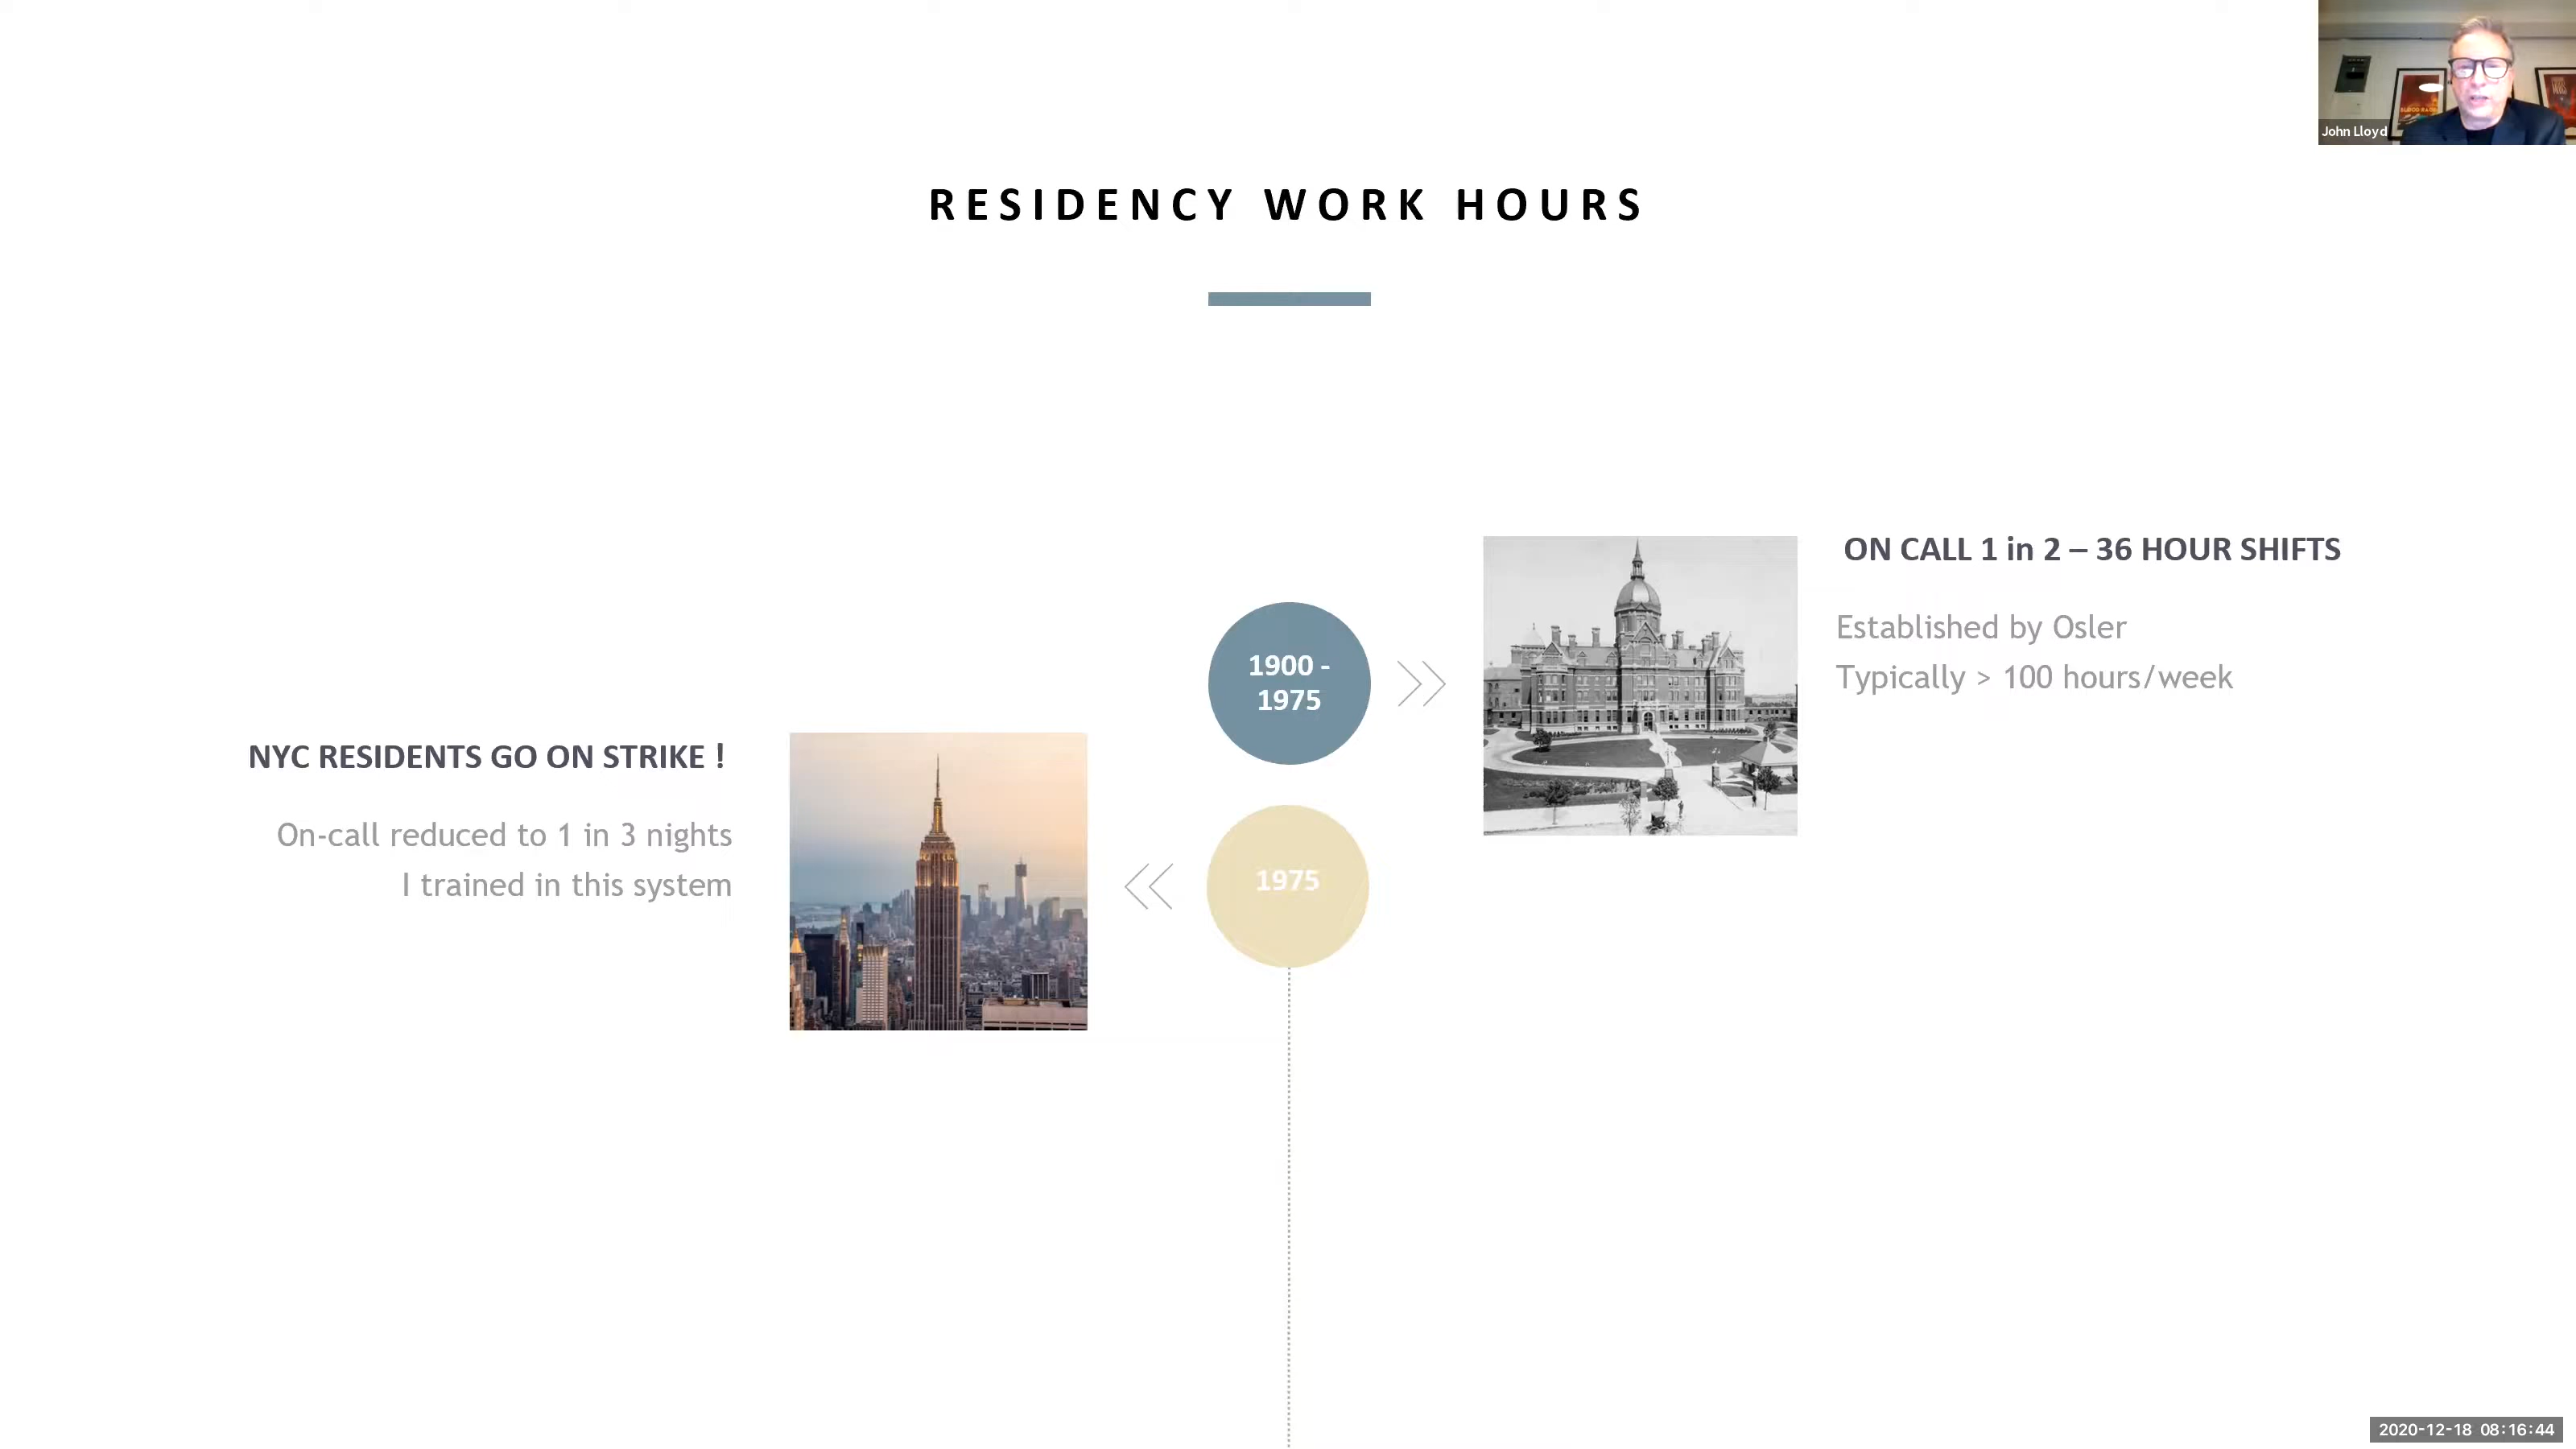 John Lloyd
RESIDENCY WORK HOURS
ON CALL 1 in 2 – 36 HOUR SHIFTS
Established by Osler
Typically > 100 hours/week
1900 -
1975
NYC RESIDENTS GO ON STRIKE !
On-call reduced to 1 in 3 nights
I trained in this system
1975
2020-12-18 08:16:44